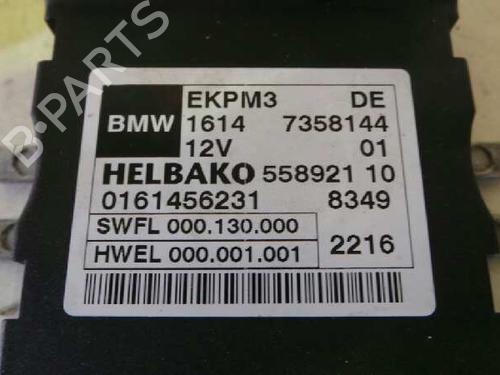 EKPM3 DE
BMW 1614 7358144
12V 01
HELBAKO 558921 10
0161456231 8349
SWFL 000.130.000
HWEL 000.001.001 2216
B-PARTS